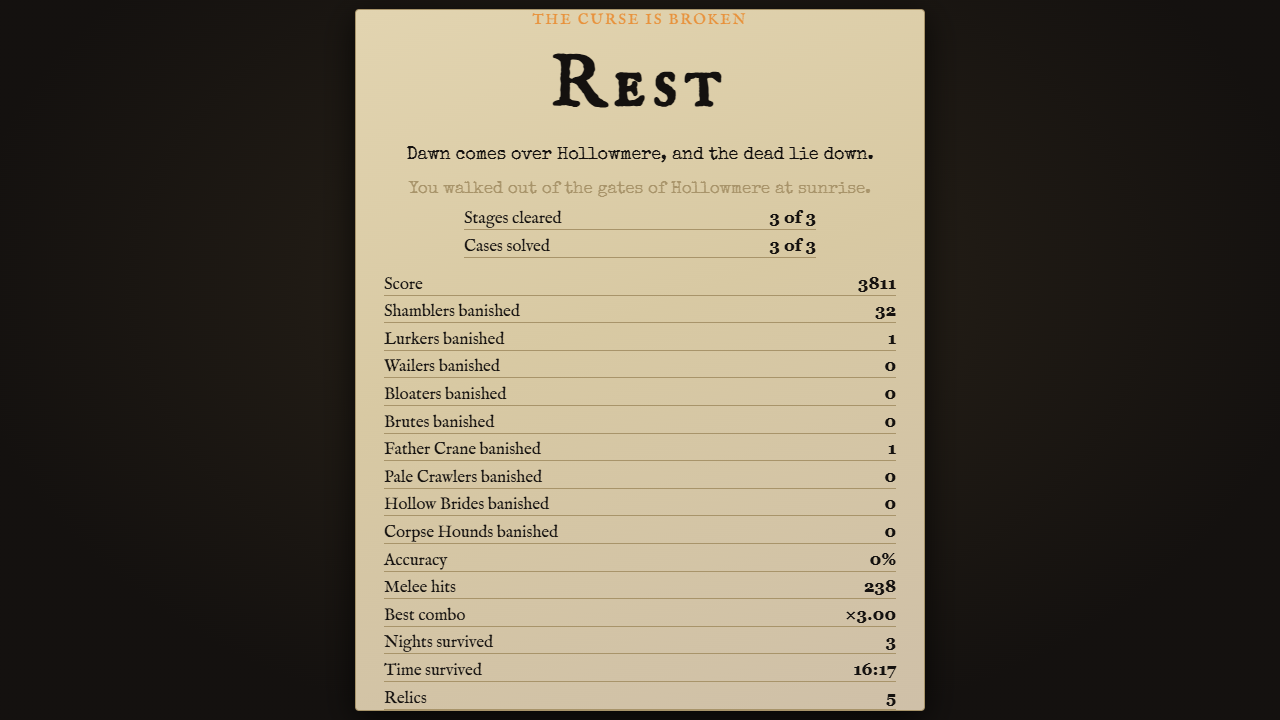 THE CURSE IS BROKEN
REST
Dawn comes over Hollowmere, and the dead lie down.
You walked out of the gates of Hollowmere at sunrise.
Stages cleared 3 of 3
Cases solved 3 of 3
Score 3811
Shamblers banished 32
Lurkers banished 1
Wailers banished 0
Bloaters banished 0
Brutes banished 0
Father Crane banished 1
Pale Crawlers banished 0
Hollow Brides banished 0
Corpse Hounds banished 0
Accuracy 0%
Melee hits 238
Best combo ×3.00
Nights survived 3
Time survived 16:17
Relics 5